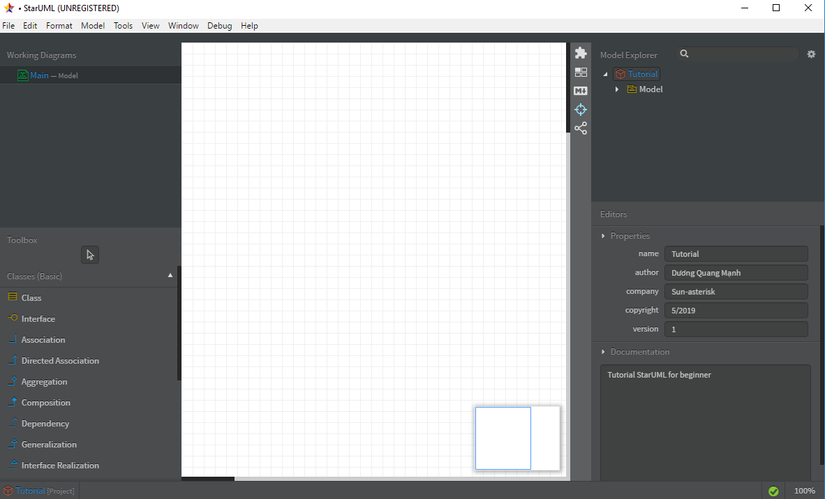 • StarUML (UNREGISTERED)
File Edit Format Model Tools View Window Debug Help
Working Diagrams
Main — Model
Toolbox
Classes (Basic)
Class
Interface
Association
Directed Association
Aggregation
Composition
Dependency
Generalization
Interface Realization
M↓
Model Explorer
Tutorial
Model
Editors
Properties
name Tutorial
author Dương Quang Mạnh
company Sun-asterisk
copyright 5/2019
version 1
Documentation
Tutorial StarUML for beginner
Tutorial [Project]
100%